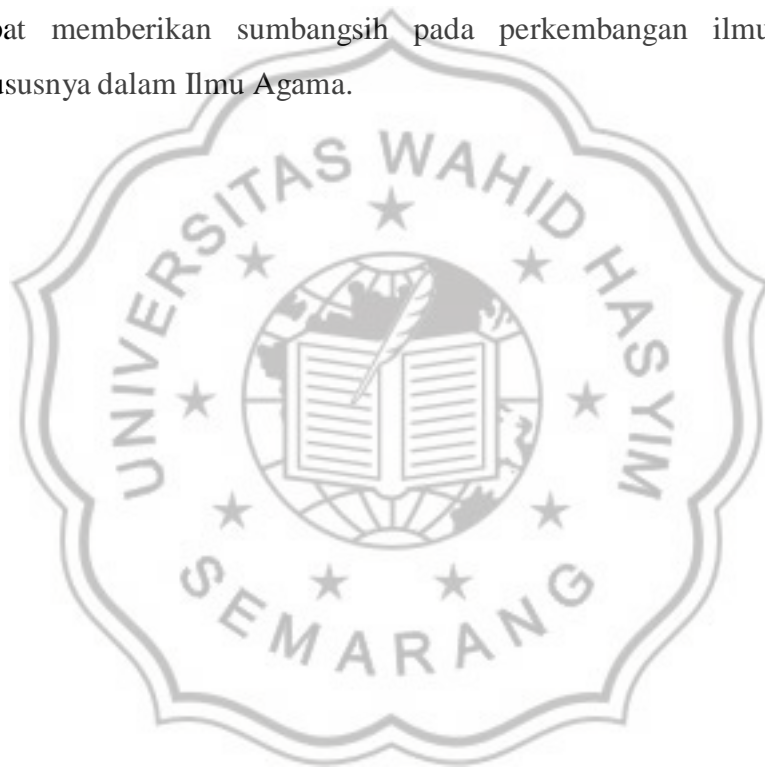 pat memberikan sumbangsih pada perkembangan ilmu
ususnya dalam Ilmu Agama.
UNIVERSITAS WAHID HASYIM
SEMARANG